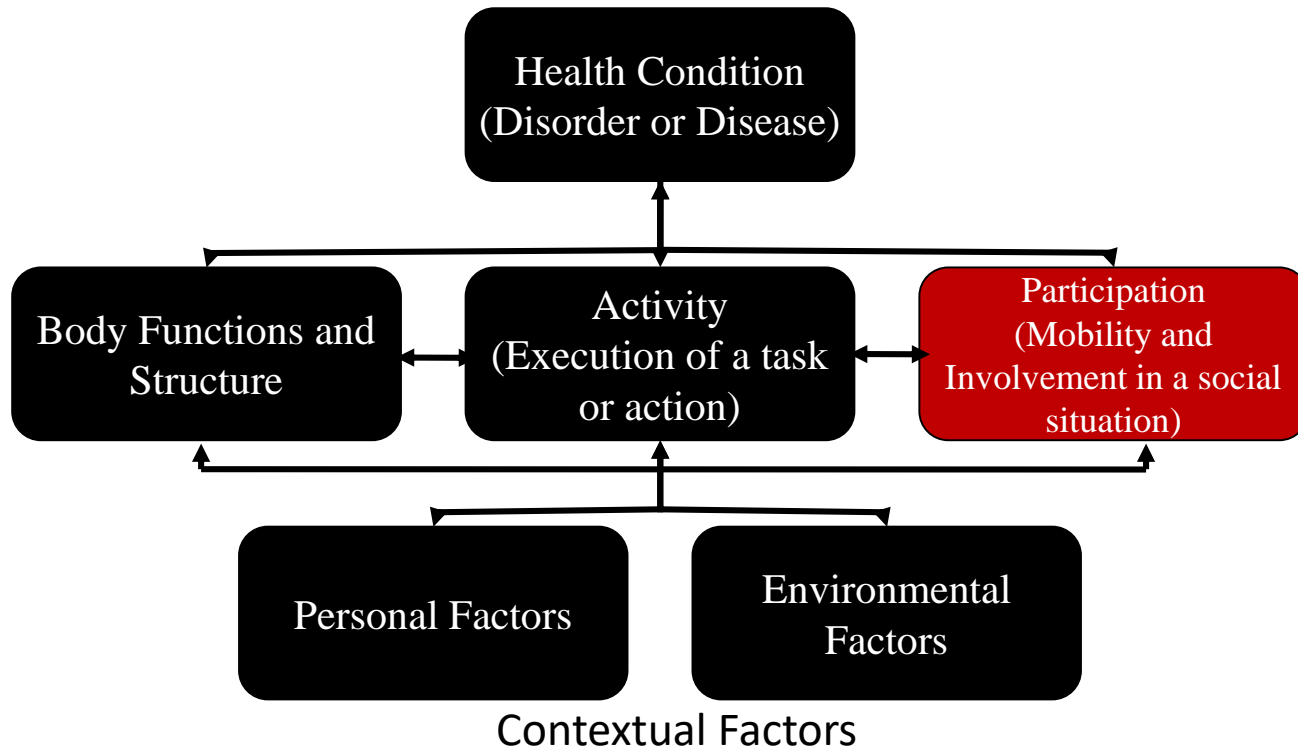 Health Condition
(Disorder or Disease)
Body Functions and
Structure
Activity
(Execution of a task
or action)
Participation
(Mobility and
Involvement in a social
situation)
Personal Factors
Environmental
Factors
Contextual Factors